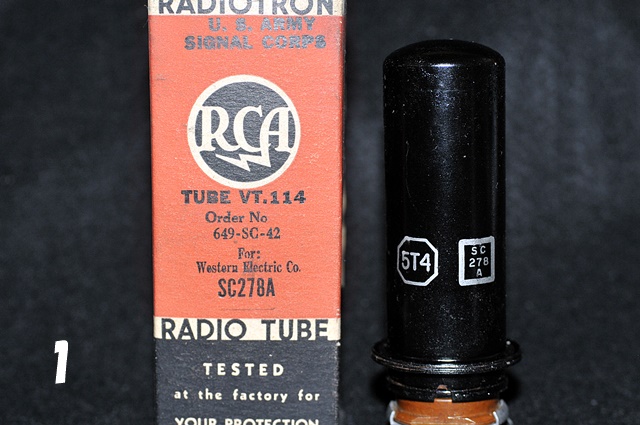 RADIOTRON
U. S. ARMY
SIGNAL CORPS
RCA
TUBE VT.114
Order No
649-SC-42
For:
Western Electric Co.
SC278A
RADIO TUBE
TESTED
at the factory for
YOUR PROTECTION
5T4
SC
278
A
1